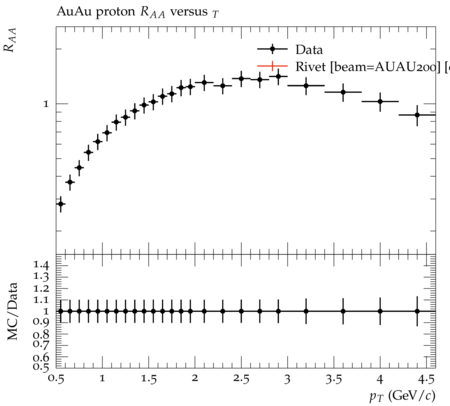 AuAu proton R_AA versus _T
R_AA
Data
Rivet [beam=AUAU200] [
1
MC/Data
1.4
1.3
1.2
1.1
1
0.9
0.8
0.7
0.6
0.5
0.5 1 1.5 2 2.5 3 3.5 4 4.5
p_T (GeV/c)